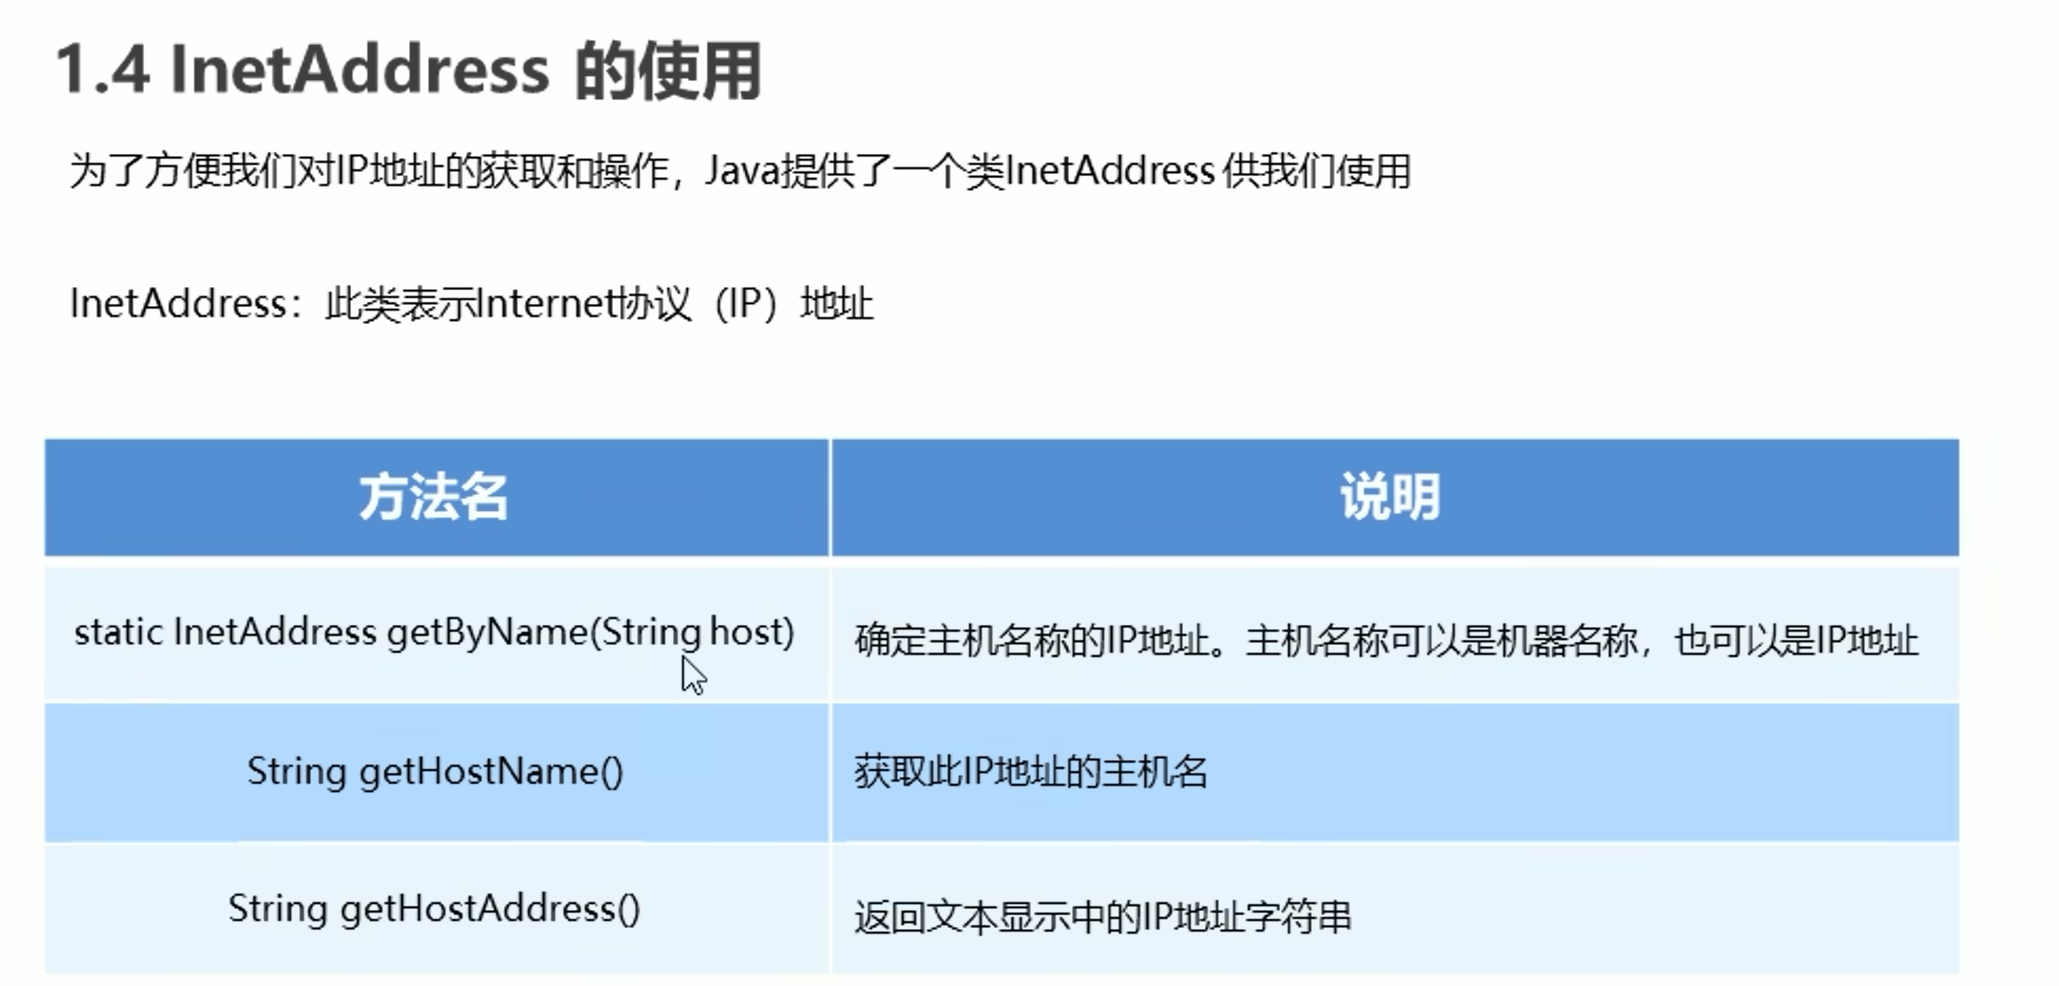 1.4 InetAddress 的使用
为了方便我们对IP地址的获取和操作，Java提供了一个类InetAddress 供我们使用
InetAddress：此类表示Internet协议（IP）地址
方法名 说明
static InetAddress getByName(String host) 确定主机名称的IP地址。主机名称可以是机器名称，也可以是IP地址
String getHostName() 获取此IP地址的主机名
String getHostAddress() 返回文本显示中的IP地址字符串